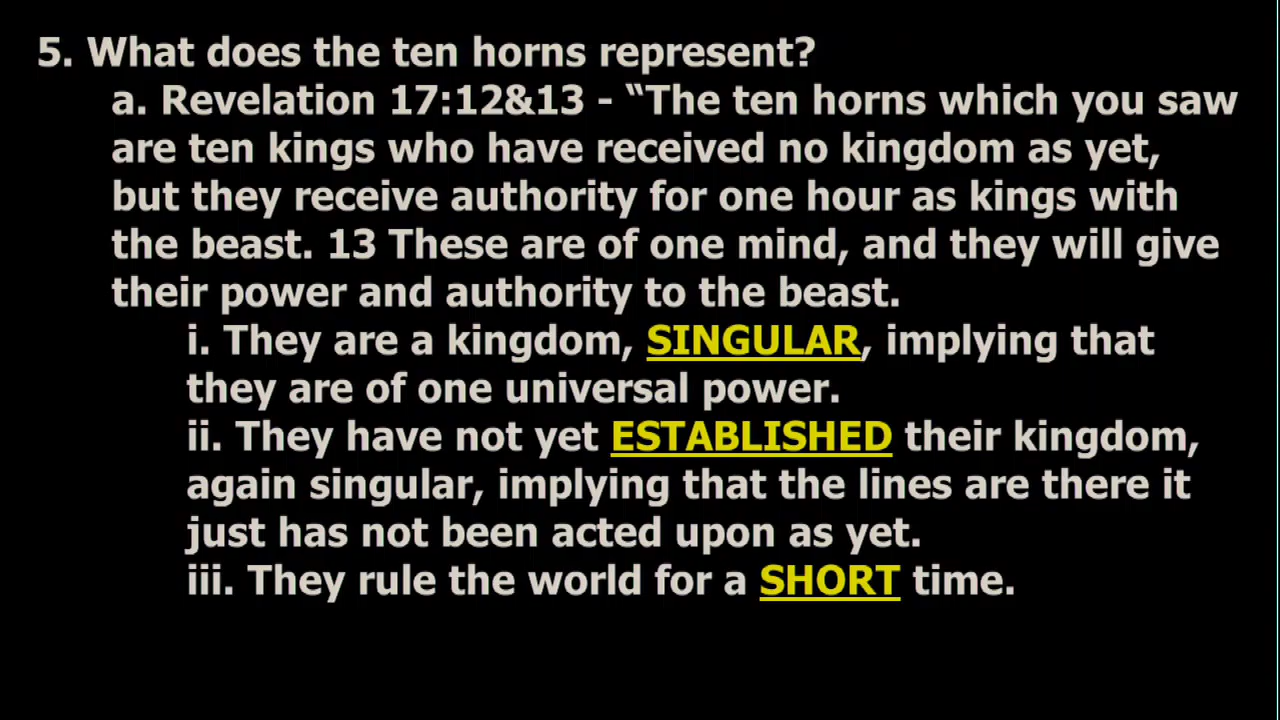 5. What does the ten horns represent?
a. Revelation 17:12&13 - “The ten horns which you saw
are ten kings who have received no kingdom as yet,
but they receive authority for one hour as kings with
the beast. 13 These are of one mind, and they will give
their power and authority to the beast.
i. They are a kingdom, SINGULAR, implying that
they are of one universal power.
ii. They have not yet ESTABLISHED their kingdom,
again singular, implying that the lines are there it
just has not been acted upon as yet.
iii. They rule the world for a SHORT time.